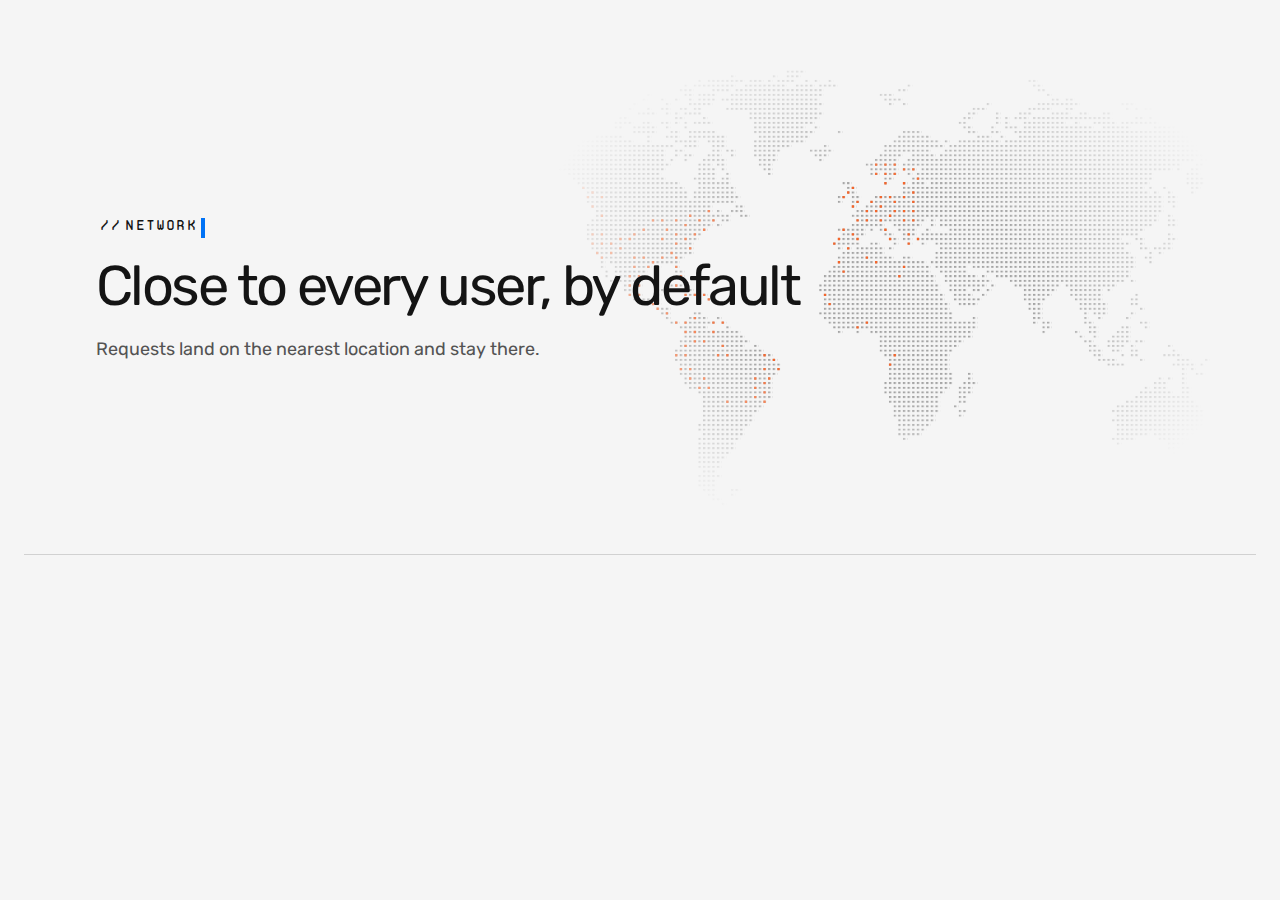 // NETWORK
Close to every user, by default
Requests land on the nearest location and stay there.